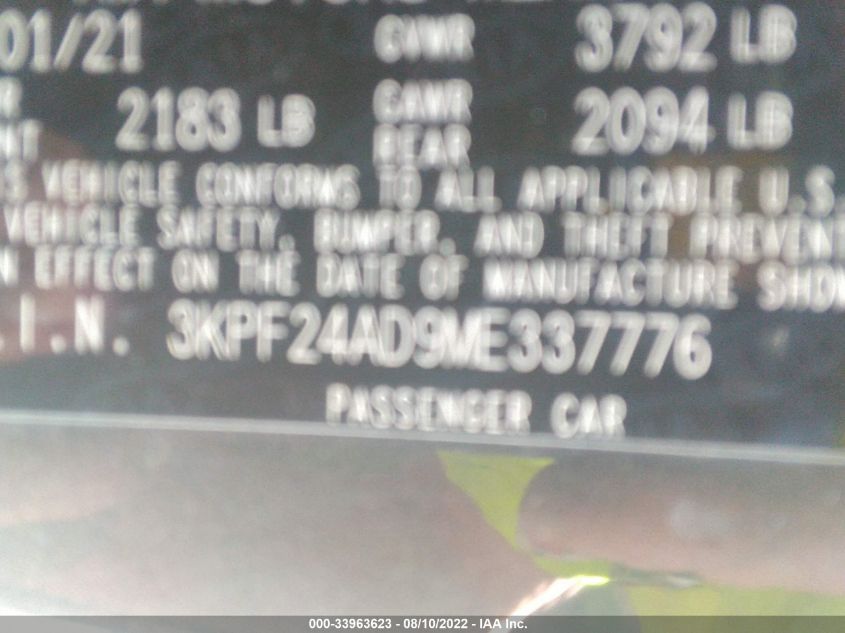 01/21 GVWR 3792 LB
2183 LB GAWR 2094 LB
REAR
VEHICLE CONFORMS TO ALL APPLICABLE U.S.
VEHICLE SAFETY, BUMPER, AND THEFT PREVEN
N EFFECT ON THE DATE OF MANUFACTURE SHOW
.I.N. 3KPF24AD9ME337776
PASSENGER CAR
000-33963623 - 08/10/2022 - IAA Inc.